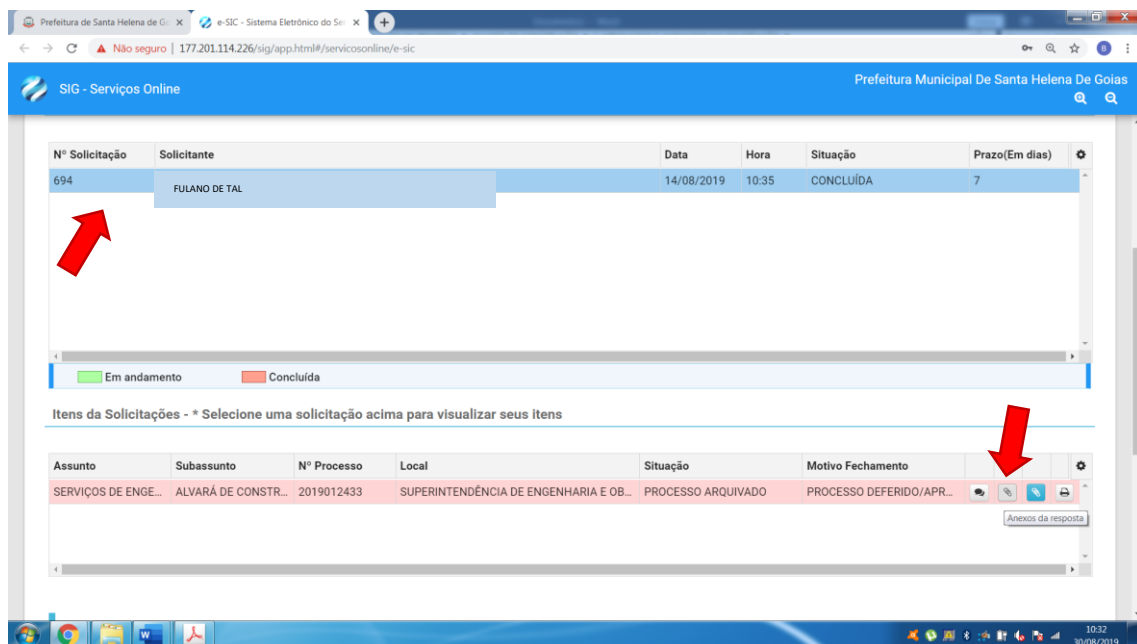 Prefeitura de Santa Helena de G
e-SIC - Sistema Eletrônico do Ser
Não seguro | 177.201.114.226/sig/app.html#/servicosonline/e-sic
B
SIG - Serviços Online
Prefeitura Municipal De Santa Helena De Goias
Nº Solicitação Solicitante Data Hora Situação Prazo(Em dias)
694 FULANO DE TAL 14/08/2019 10:35 CONCLUÍDA 7
Em andamento Concluída
Itens da Solicitações - * Selecione uma solicitação acima para visualizar seus itens
Assunto Subassunto Nº Processo Local Situação Motivo Fechamento
SERVIÇOS DE ENGE... ALVARÁ DE CONSTR... 2019012433 SUPERINTENDÊNCIA DE ENGENHARIA E OB... PROCESSO ARQUIVADO PROCESSO DEFERIDO/APR...
Anexos da resposta
10:32
30/08/2019